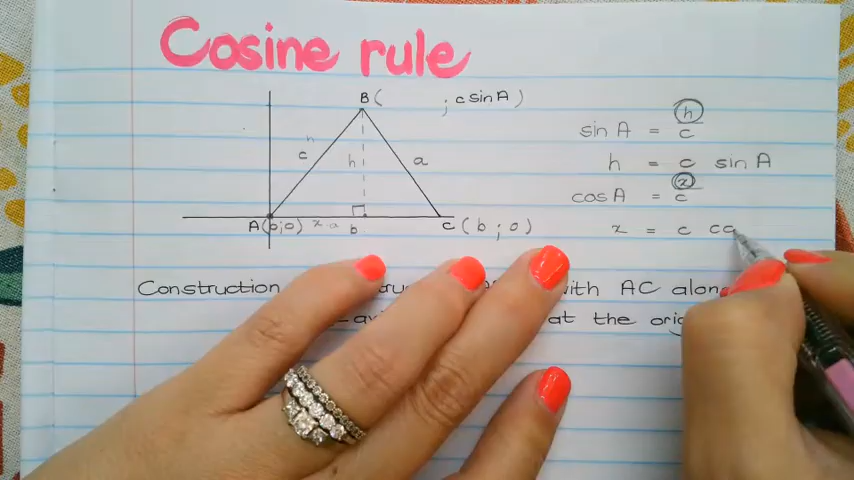 Cosine rule
B ( ; c sin A )
sin A = h / c
c h a
h = c sin A
cos A = x / c
A (0;0) x b C ( b ; 0 )
x = c co
Construction with AC along
at the orig